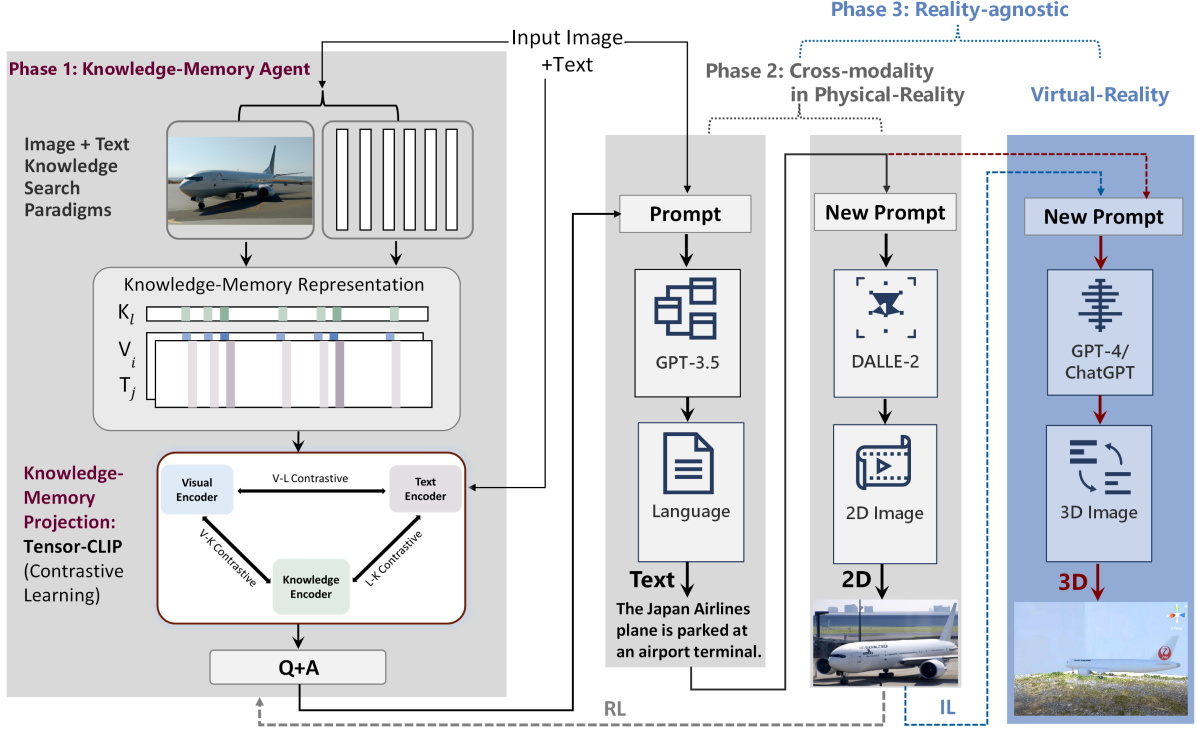 Phase 3: Reality-agnostic
Input Image
+Text
Phase 1: Knowledge-Memory Agent
Phase 2: Cross-modality
in Physical-Reality
Virtual-Reality
Image + Text
Knowledge
Search
Paradigms
Prompt
New Prompt
New Prompt
Knowledge-Memory Representation
K_l
V_i
T_j
GPT-3.5
DALLE-2
GPT-4/
ChatGPT
Knowledge-
Memory
Projection:
Tensor-CLIP
(Contrastive
Learning)
Visual
Encoder
V-L Contrastive
Text
Encoder
V-K Contrastive
L-K Contrastive
Knowledge
Encoder
Language
2D Image
3D Image
Text
2D
3D
The Japan Airlines
plane is parked at
an airport terminal.
Q+A
RL
IL